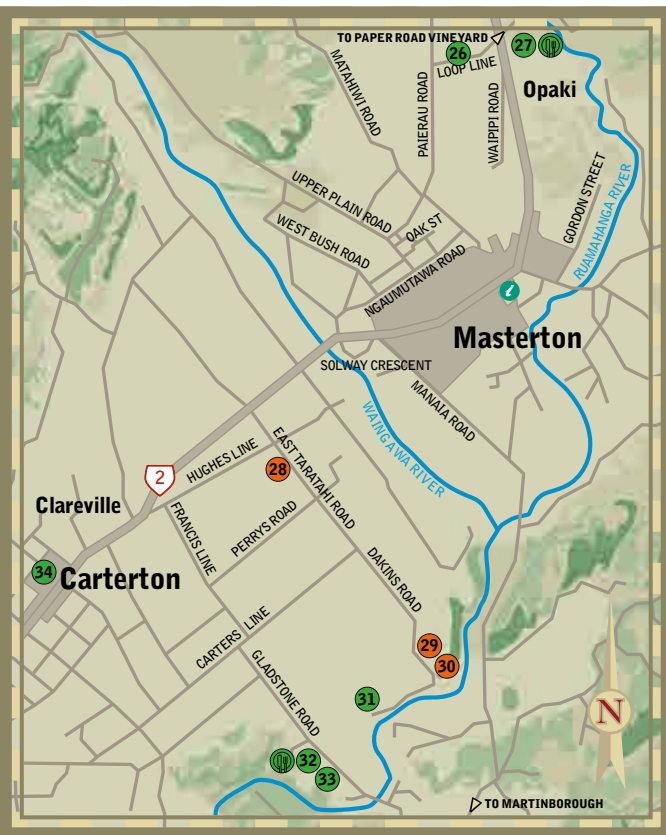 TO PAPER ROAD VINEYARD
26
27
LOOP LINE
Opaki
MATAHIWI ROAD
PAIERAU ROAD
WAIPIPI ROAD
GORDON STREET
RUAMAHANGA RIVER
UPPER PLAIN ROAD
OAK ST
WEST BUSH ROAD
NGAUMUTAWA ROAD
i
Masterton
SOLWAY CRESCENT
MANAIA ROAD
WAINGAWA RIVER
HUGHES LINE
EAST TARATAHI ROAD
28
2
Clareville
FRANCIS LINE
PERRYS ROAD
34
Carterton
DAKINS ROAD
CARTERS LINE
29
30
GLADSTONE ROAD
31
N
32
33
TO MARTINBOROUGH